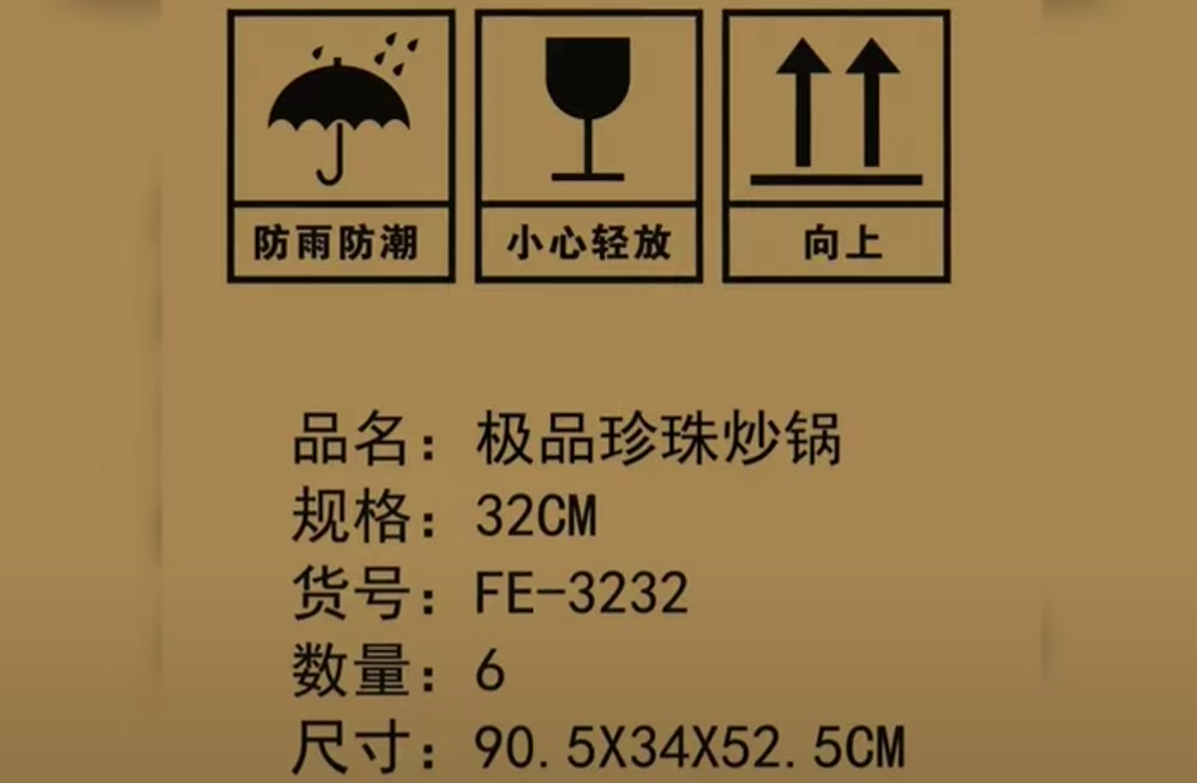 防雨防潮 小心轻放 向上
品名：极品珍珠炒锅
规格：32CM
货号：FE-3232
数量：6
尺寸：90.5X34X52.5CM